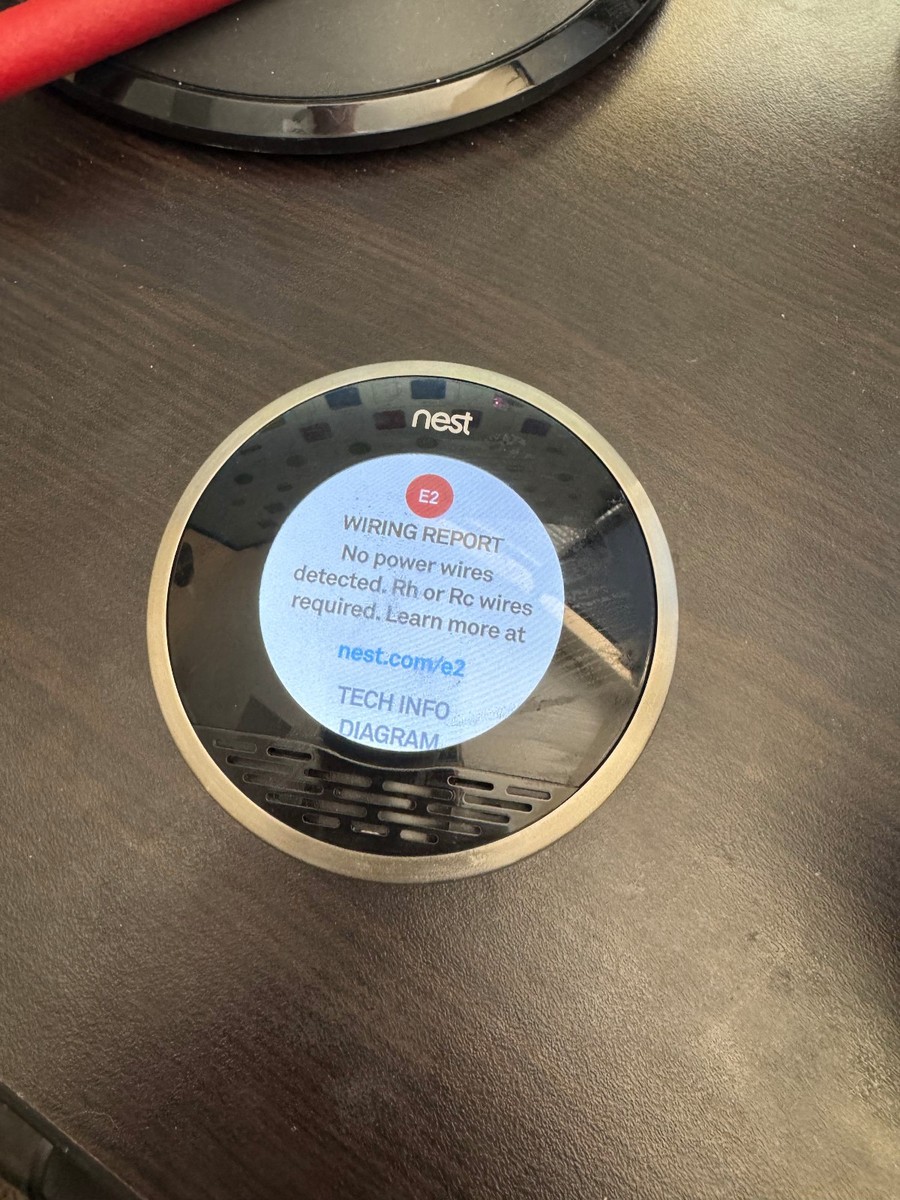 nest
E2
WIRING REPORT
No power wires
detected. Rh or Rc wires
required. Learn more at
nest.com/e2
TECH INFO
DIAGRAM